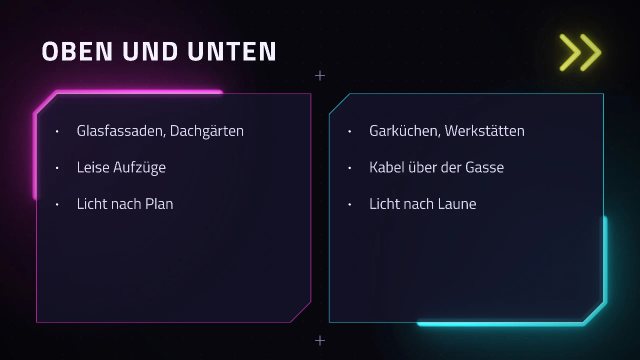 OBEN UND UNTEN
• Glasfassaden, Dachgärten
• Leise Aufzüge
• Licht nach Plan
• Garküchen, Werkstätten
• Kabel über der Gasse
• Licht nach Laune